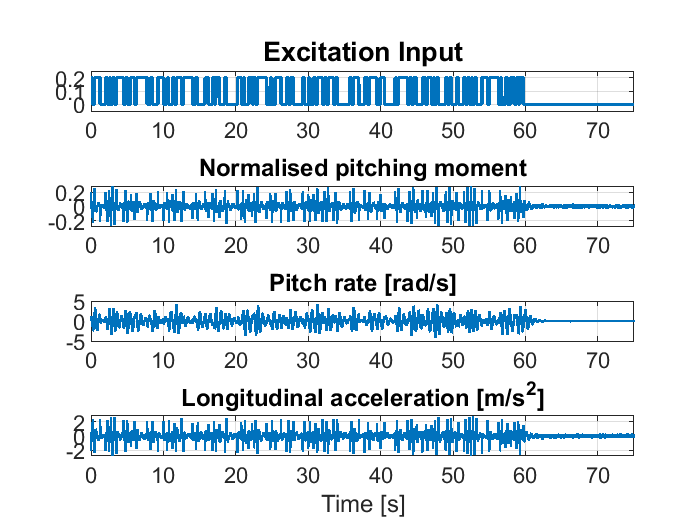 Excitation Input
0.2
0.1
0
0 10 20 30 40 50 60 70
Normalised pitching moment
0.2
0
-0.2
0 10 20 30 40 50 60 70
Pitch rate [rad/s]
5
0
-5
0 10 20 30 40 50 60 70
Longitudinal acceleration [m/s²]
2
0
-2
0 10 20 30 40 50 60 70
Time [s]